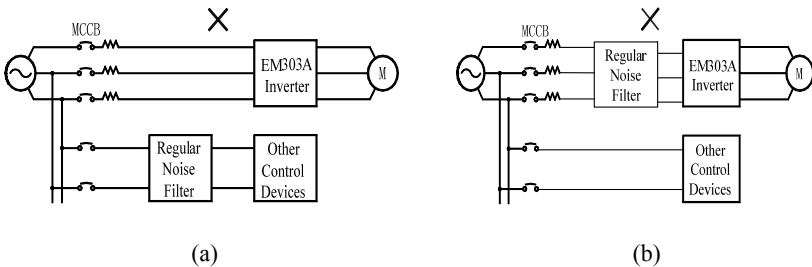 MCCB
EM303A
Inverter
M
Regular
Noise
Filter
Other
Control
Devices
(a)
MCCB
Regular
Noise
Filter
EM303A
Inverter
M
Other
Control
Devices
(b)